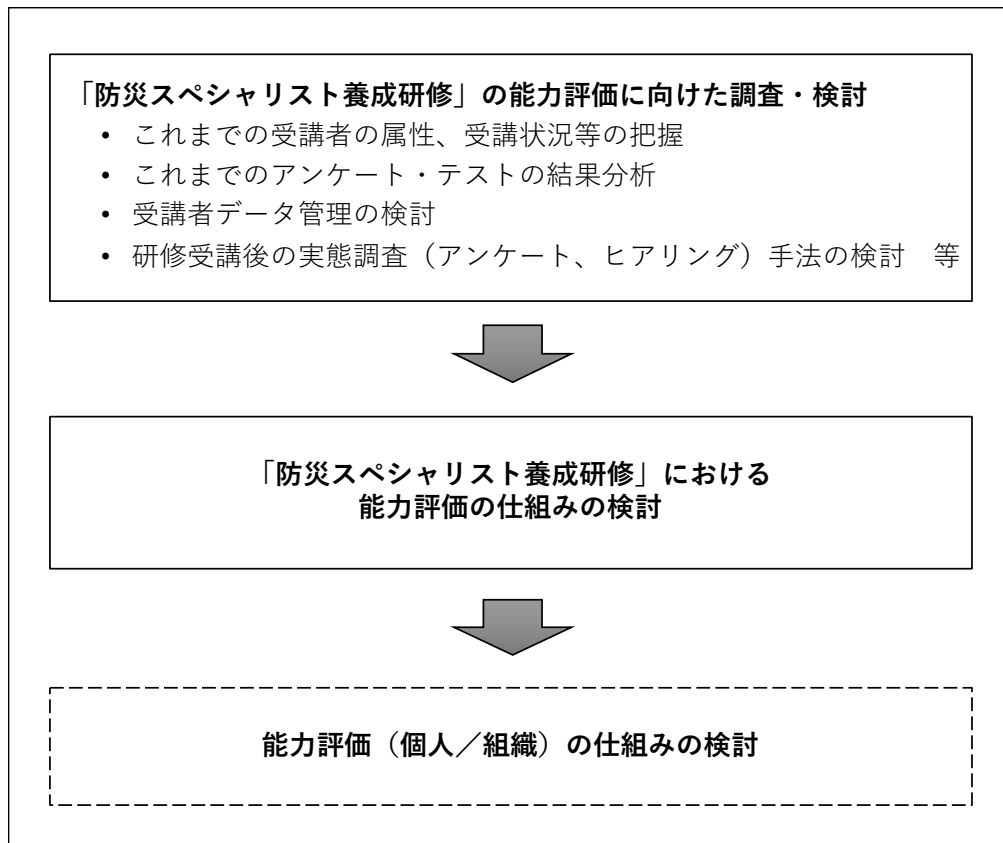 「防災スペシャリスト養成研修」の能力評価に向けた調査・検討
• これまでの受講者の属性、受講状況等の把握
• これまでのアンケート・テストの結果分析
• 受講者データ管理の検討
• 研修受講後の実態調査（アンケート、ヒアリング）手法の検討　等
「防災スペシャリスト養成研修」における
能力評価の仕組みの検討
能力評価（個人／組織）の仕組みの検討